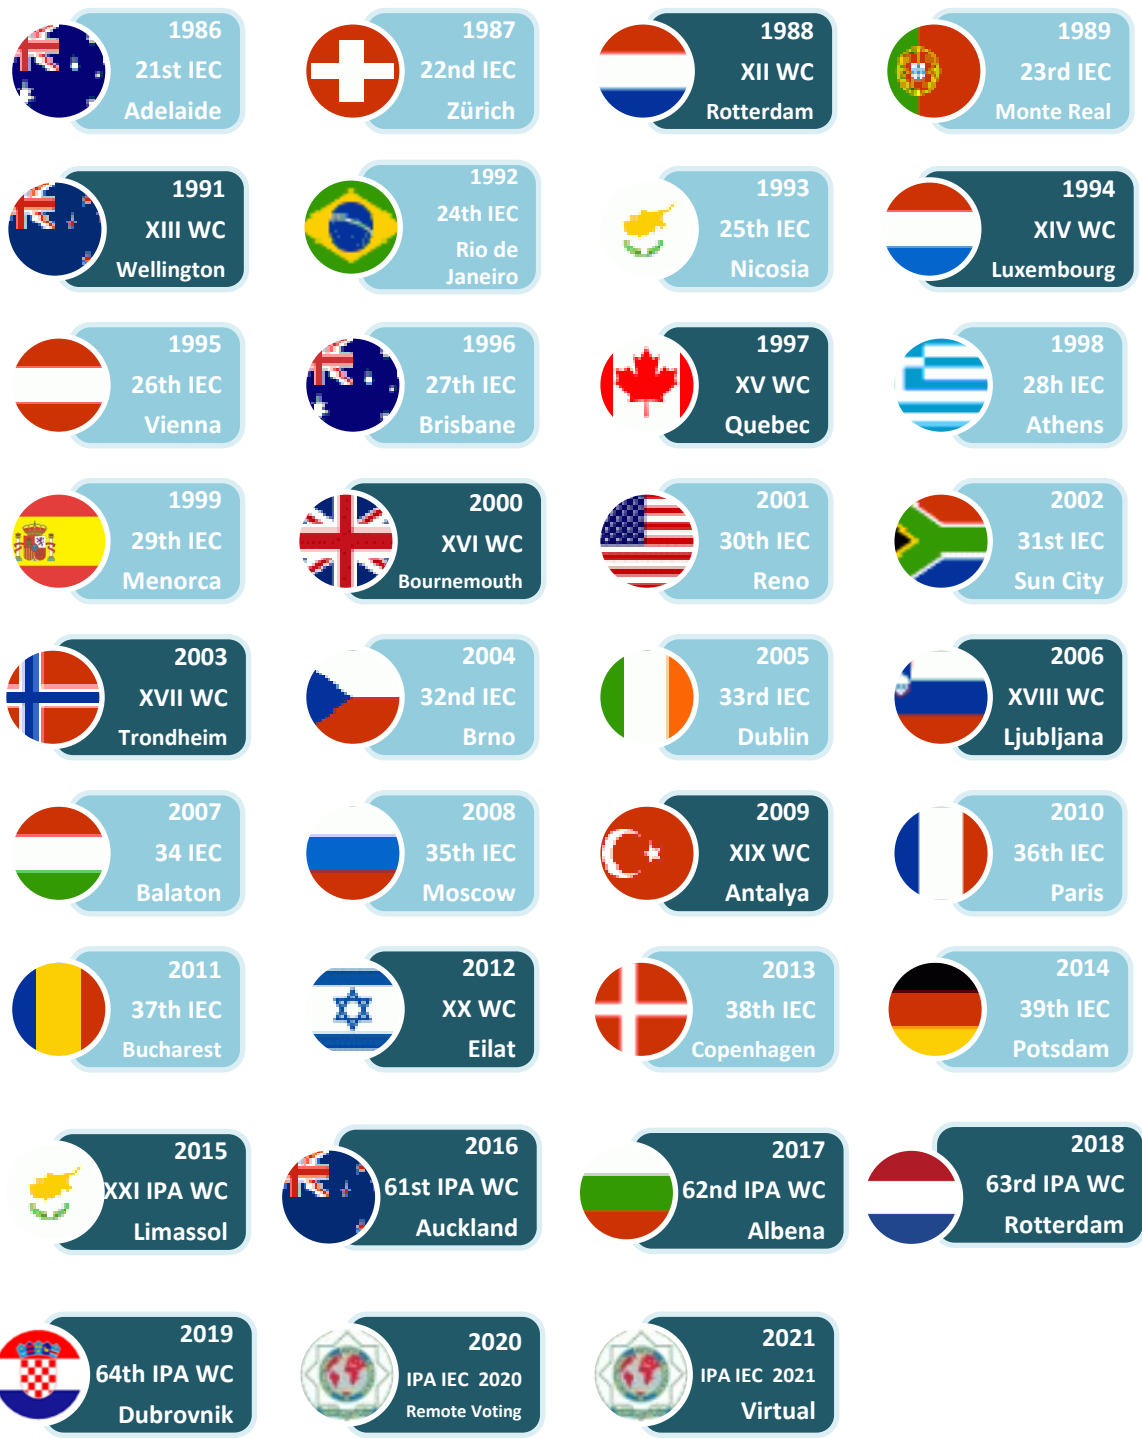 1986
21st IEC
Adelaide
1987
22nd IEC
Zürich
1988
XII WC
Rotterdam
1989
23rd IEC
Monte Real
1991
XIII WC
Wellington
1992
24th IEC
Rio de
Janeiro
1993
25th IEC
Nicosia
1994
XIV WC
Luxembourg
1995
26th IEC
Vienna
1996
27th IEC
Brisbane
1997
XV WC
Quebec
1998
28h IEC
Athens
1999
29th IEC
Menorca
2000
XVI WC
Bournemouth
2001
30th IEC
Reno
2002
31st IEC
Sun City
2003
XVII WC
Trondheim
2004
32nd IEC
Brno
2005
33rd IEC
Dublin
2006
XVIII WC
Ljubljana
2007
34 IEC
Balaton
2008
35th IEC
Moscow
2009
XIX WC
Antalya
2010
36th IEC
Paris
2011
37th IEC
Bucharest
2012
XX WC
Eilat
2013
38th IEC
Copenhagen
2014
39th IEC
Potsdam
2015
XXI IPA WC
Limassol
2016
61st IPA WC
Auckland
2017
62nd IPA WC
Albena
2018
63rd IPA WC
Rotterdam
2019
64th IPA WC
Dubrovnik
2020
IPA IEC 2020
Remote Voting
2021
IPA IEC 2021
Virtual